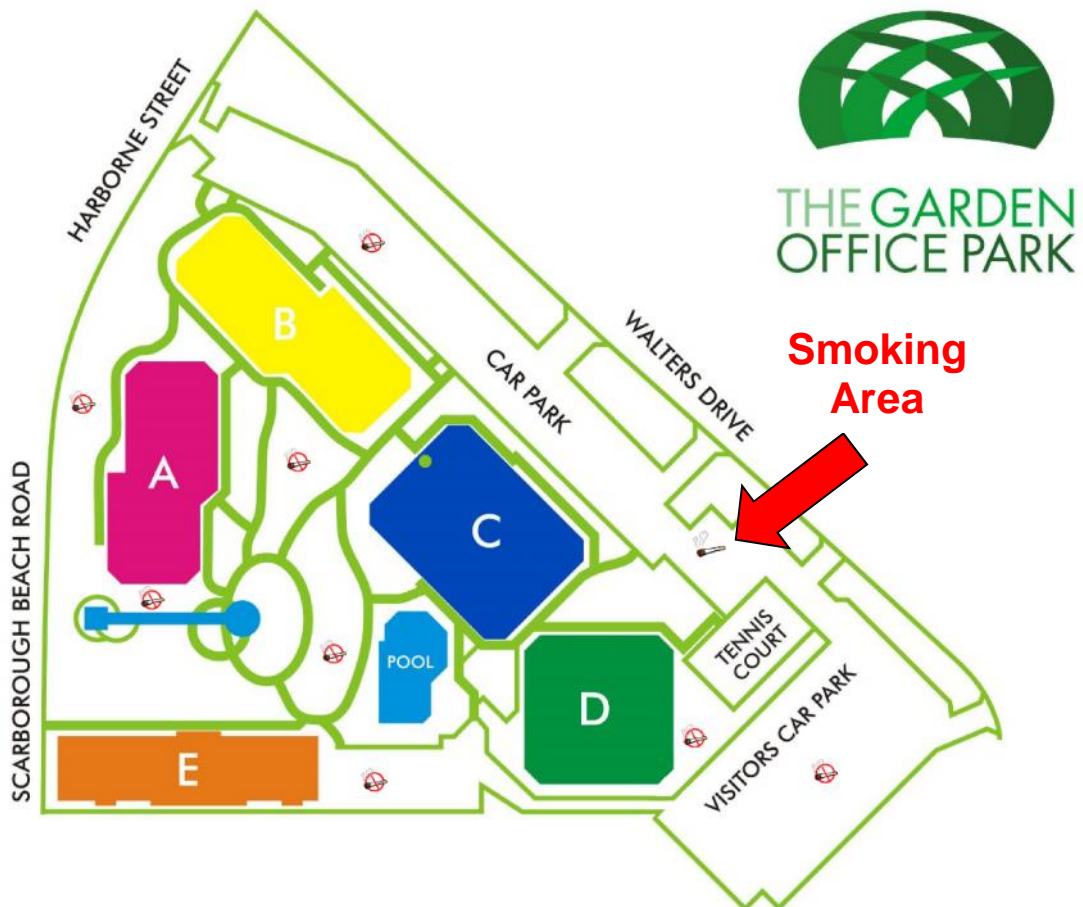 THE GARDEN
OFFICE PARK
HARBORNE STREET
WALTERS DRIVE
Smoking
Area
B
CAR PARK
A
SCARBOROUGH BEACH ROAD
C
TENNIS
COURT
POOL
D
VISITORS CAR PARK
E